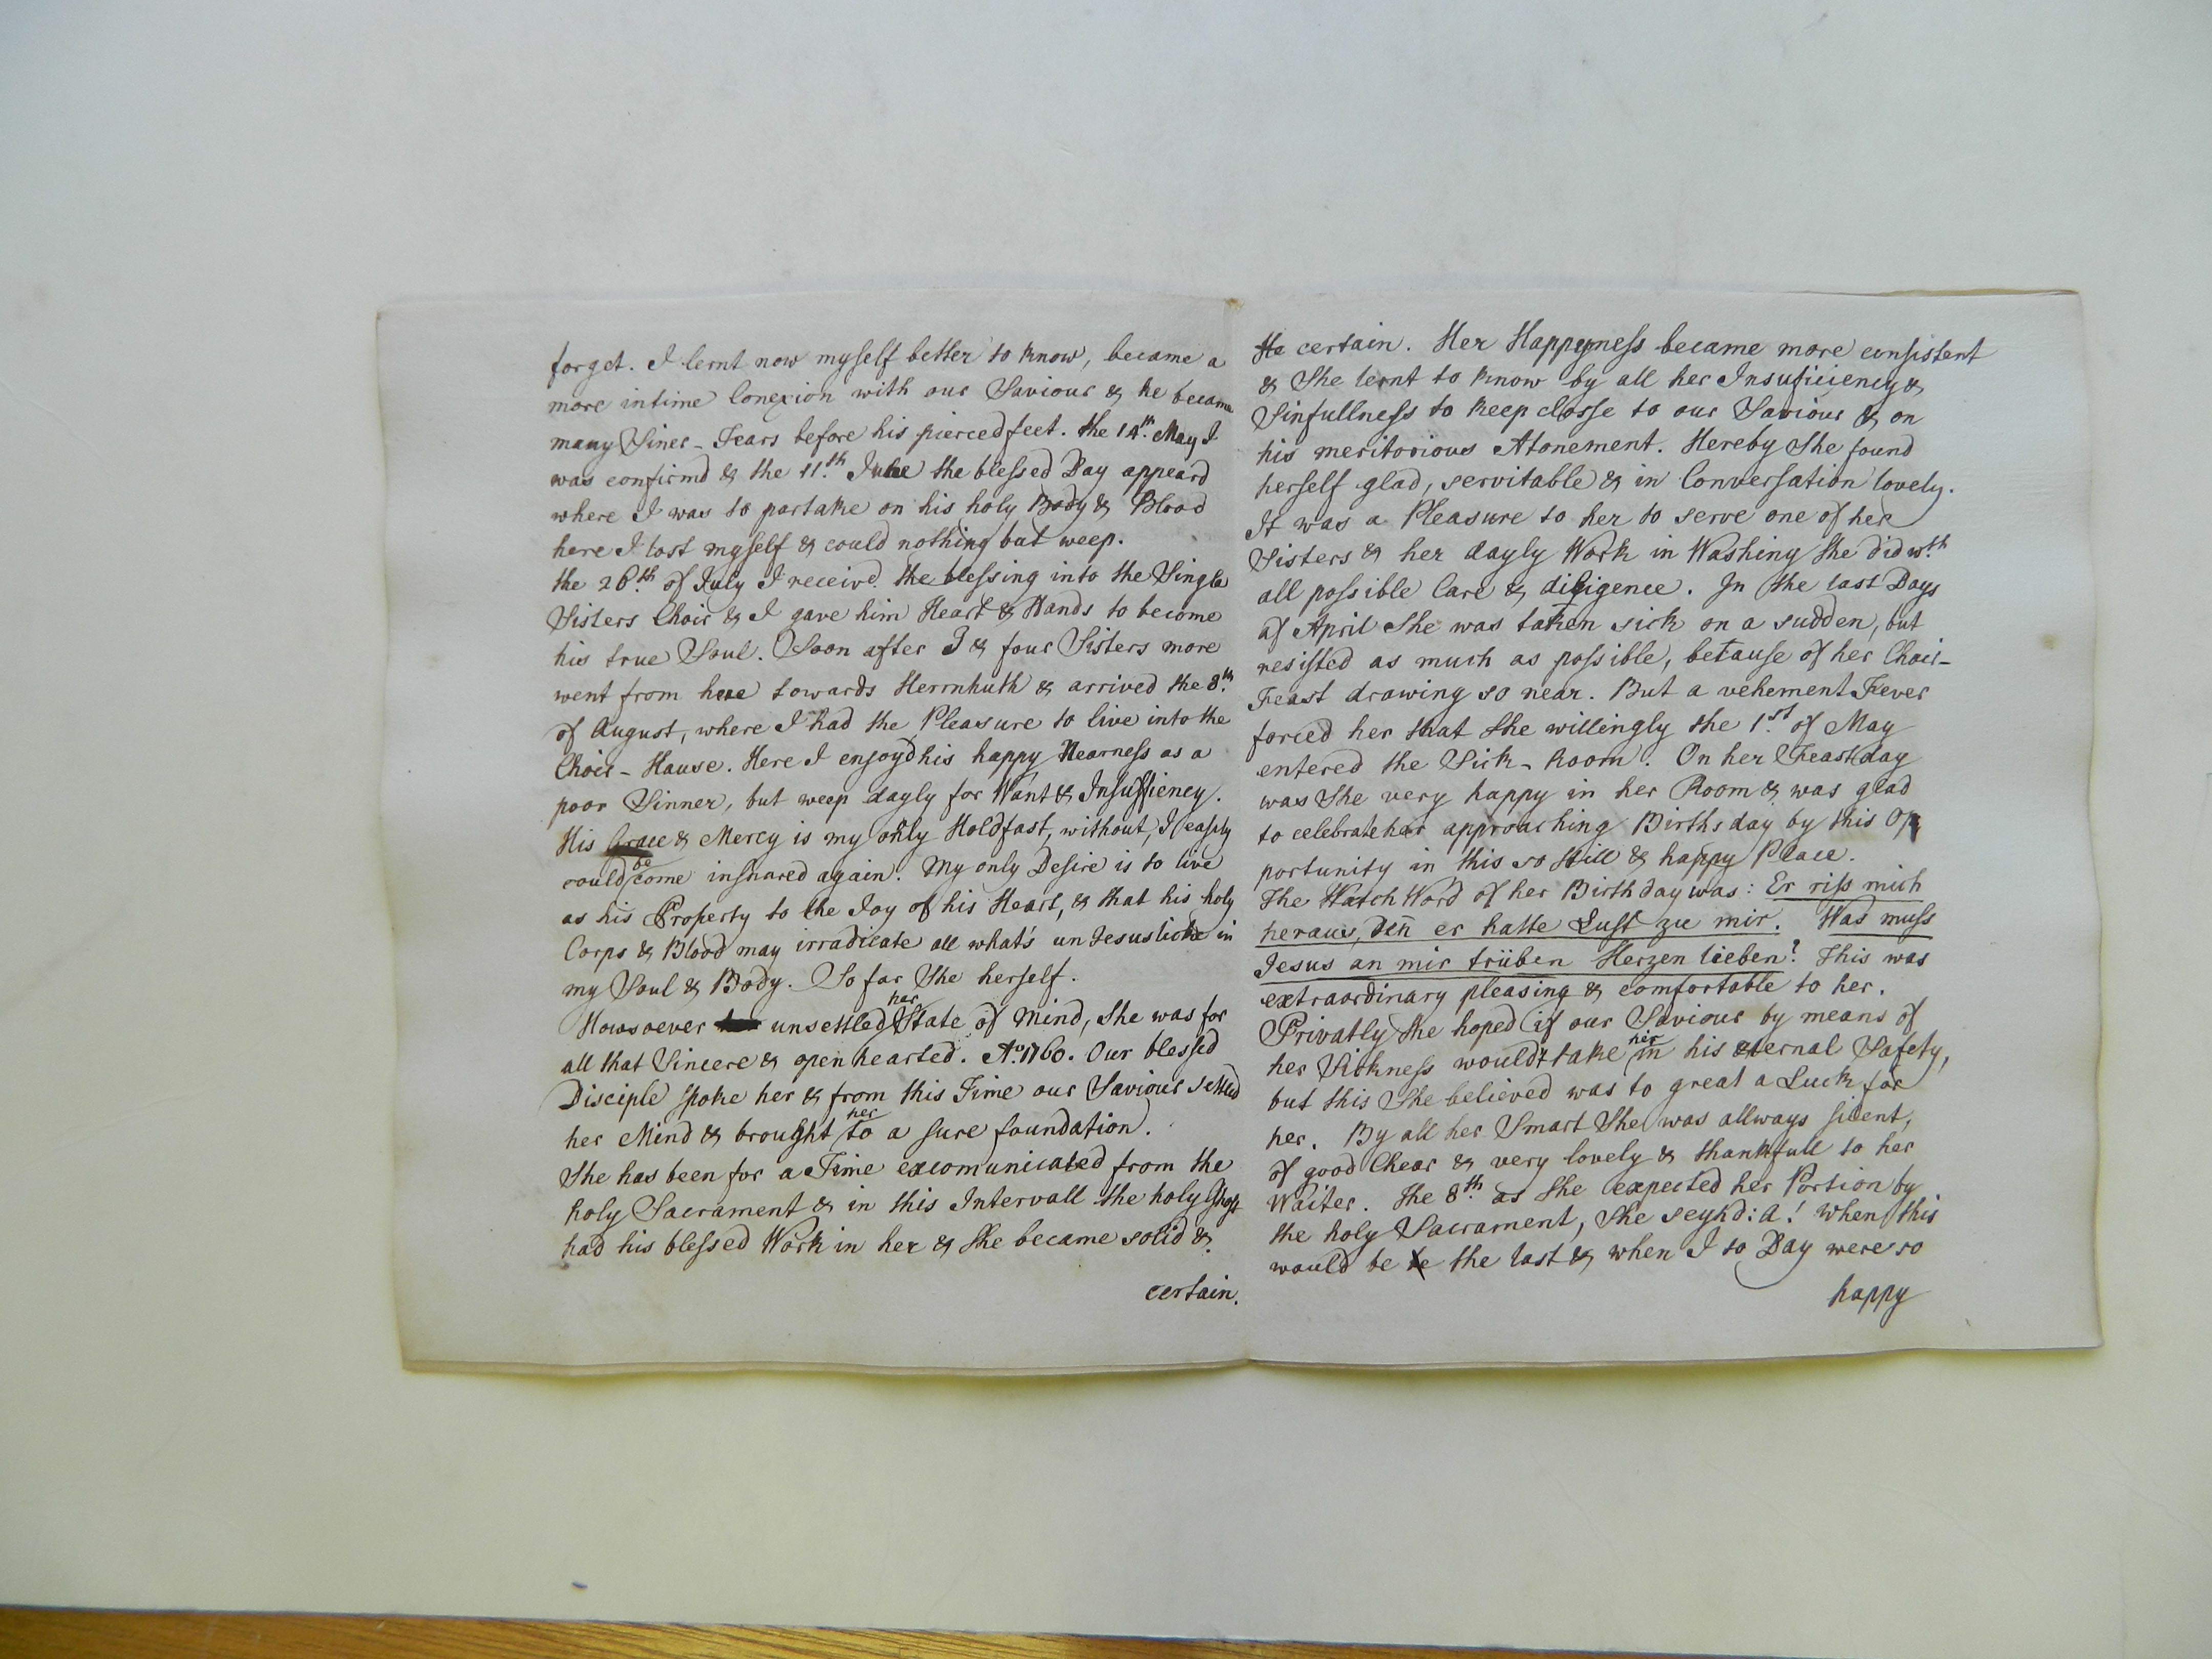 forget. I lernt now myself better to know, became a
more intime Conexion with our Saviour & he became
many Siner-Tears before his pierced feet. the 14th. May I
was confirmd & the 11th. June the blessed Day appeard
where I was to partake on his holy Body & Blood
here I lost myself & could nothing but weep.
the 26th. of July I receivd the blessing into the Single
Sisters Choir & I gave him Heart & Hands to become
his true Soul. Soon after I & four Sisters more
went from here towards Herrnhuth & arrived the 8th.
of August, where I had the Pleasure to live into the
Choir-Hause. Here I enjoyd his happy Nearness as a
poor Sinner, but weep dayly for Want & Insuffiency.
His Grace & Mercy is my only Holdfast, without, I easily
could become insnared again. My only Desire is to live
as his Property to the Joy of his Heart, & that his holy
Corps & Blood may irradicate all what's unJesuslicke in
my Soul & Body. So far She herself.
Howsoever unsettled her State of Mind, She was for
all that Sincere & open hearted. Ao. 1760. Our blessed
Disciple spoke her & from this Time our Saviour settled
her Mind & brought her to a sure foundation.
She has been for a Time excomunicated from the
holy Sacrament & in this Intervall the holy Ghost
had his blessed Work in her & She became solid &
certain.
He certain. Her Happyness became more consistent
& She lernt to know by all her Insuficiency &
Sinfullness to keep closse to our Saviour & on
his meritorious Atonement. Hereby She found
herself glad, servitable & in Conversation lovely.
It was a Pleasure to her to serve one of her
Sisters & her dayly Work in Washing She did wth.
all possible Care & diligence. In the last Days
of April She was taken sick on a sudden, but
resisted as much as possible, betause of her Choir-
Feast drawing so near. But a vehement Fever
forced her that She willingly the 1st. of May
entered the Sick-Room. On her Feastday
was She very happy in her Room & was glad
to celebrate her approaching Birthsday by this Op
portunity in this so still & happy Place.
The Watch Word of her Birthday was: Er riss mich
heraus, den̄ er hatte Lust zu mir. Was muss
Jesus an mir trüben Herzen lieben? This was
extraordinary pleasing & comfortable to her.
Privatly She hoped if our Saviour by means of
her Sickness would take her in his eternal Safety,
but this She believed was to great a Luck for
her. By all her Smart She was allways silent,
of good Chear & very lovely & thankfull to her
Waiter. The 8th. as She expected her Portion by
the holy Sacrament, She seyhd: A! when this
would be the last & when I to Day were so
happy